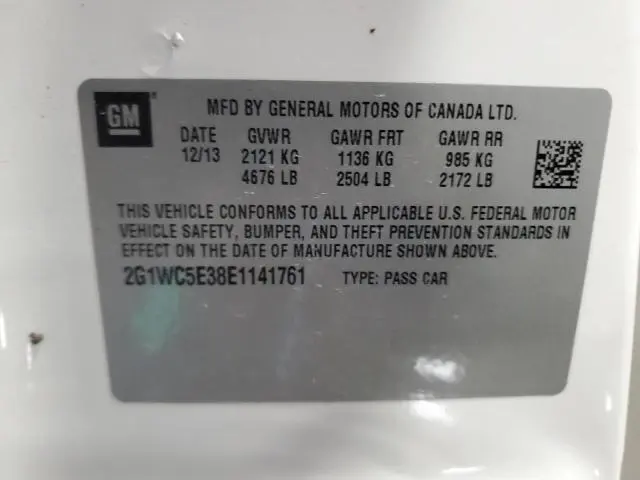 GM ® MFD BY GENERAL MOTORS OF CANADA LTD.
DATE GVWR GAWR FRT GAWR RR
12/13 2121 KG 1136 KG 985 KG
4676 LB 2504 LB 2172 LB
THIS VEHICLE CONFORMS TO ALL APPLICABLE U.S. FEDERAL MOTOR
VEHICLE SAFETY, BUMPER, AND THEFT PREVENTION STANDARDS IN
EFFECT ON THE DATE OF MANUFACTURE SHOWN ABOVE.
2G1WC5E38E1141761 TYPE: PASS CAR